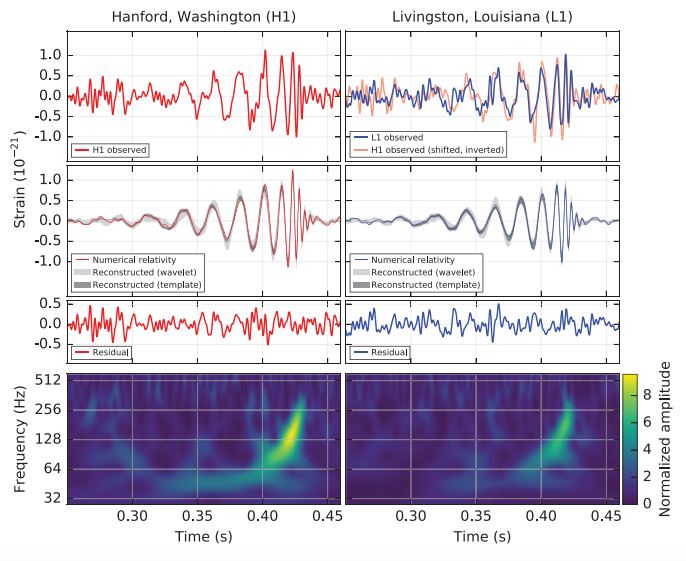 Hanford, Washington (H1)
Livingston, Louisiana (L1)
Strain (10⁻²¹)
1.0
0.5
0.0
-0.5
-1.0
H1 observed
L1 observed
H1 observed (shifted, inverted)
1.0
0.5
0.0
-0.5
-1.0
Numerical relativity
Reconstructed (wavelet)
Reconstructed (template)
Numerical relativity
Reconstructed (wavelet)
Reconstructed (template)
0.5
0.0
-0.5
Residual
Residual
Frequency (Hz)
512
256
128
64
32
0.30
0.35
0.40
0.45
Time (s)
0.30
0.35
0.40
0.45
Time (s)
8
6
4
2
0
Normalized amplitude